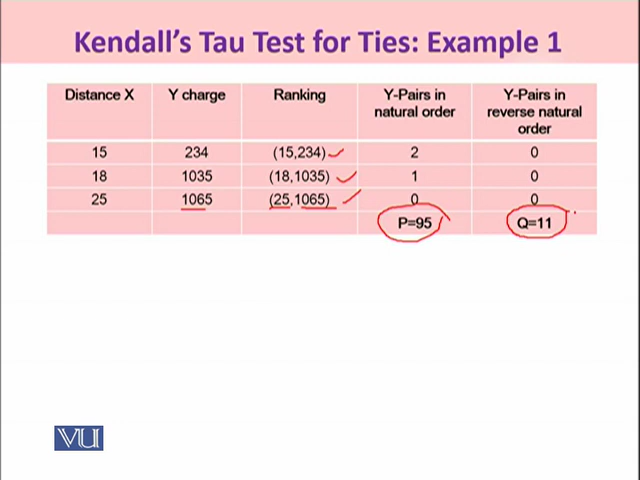 Kendall's Tau Test for Ties: Example 1
Distance X Y charge Ranking Y-Pairs in natural order Y-Pairs in reverse natural order
15 234 (15,234) 2 0
18 1035 (18,1035) 1 0
25 1065 (25,1065) 0 0
P=95 Q=11
VU